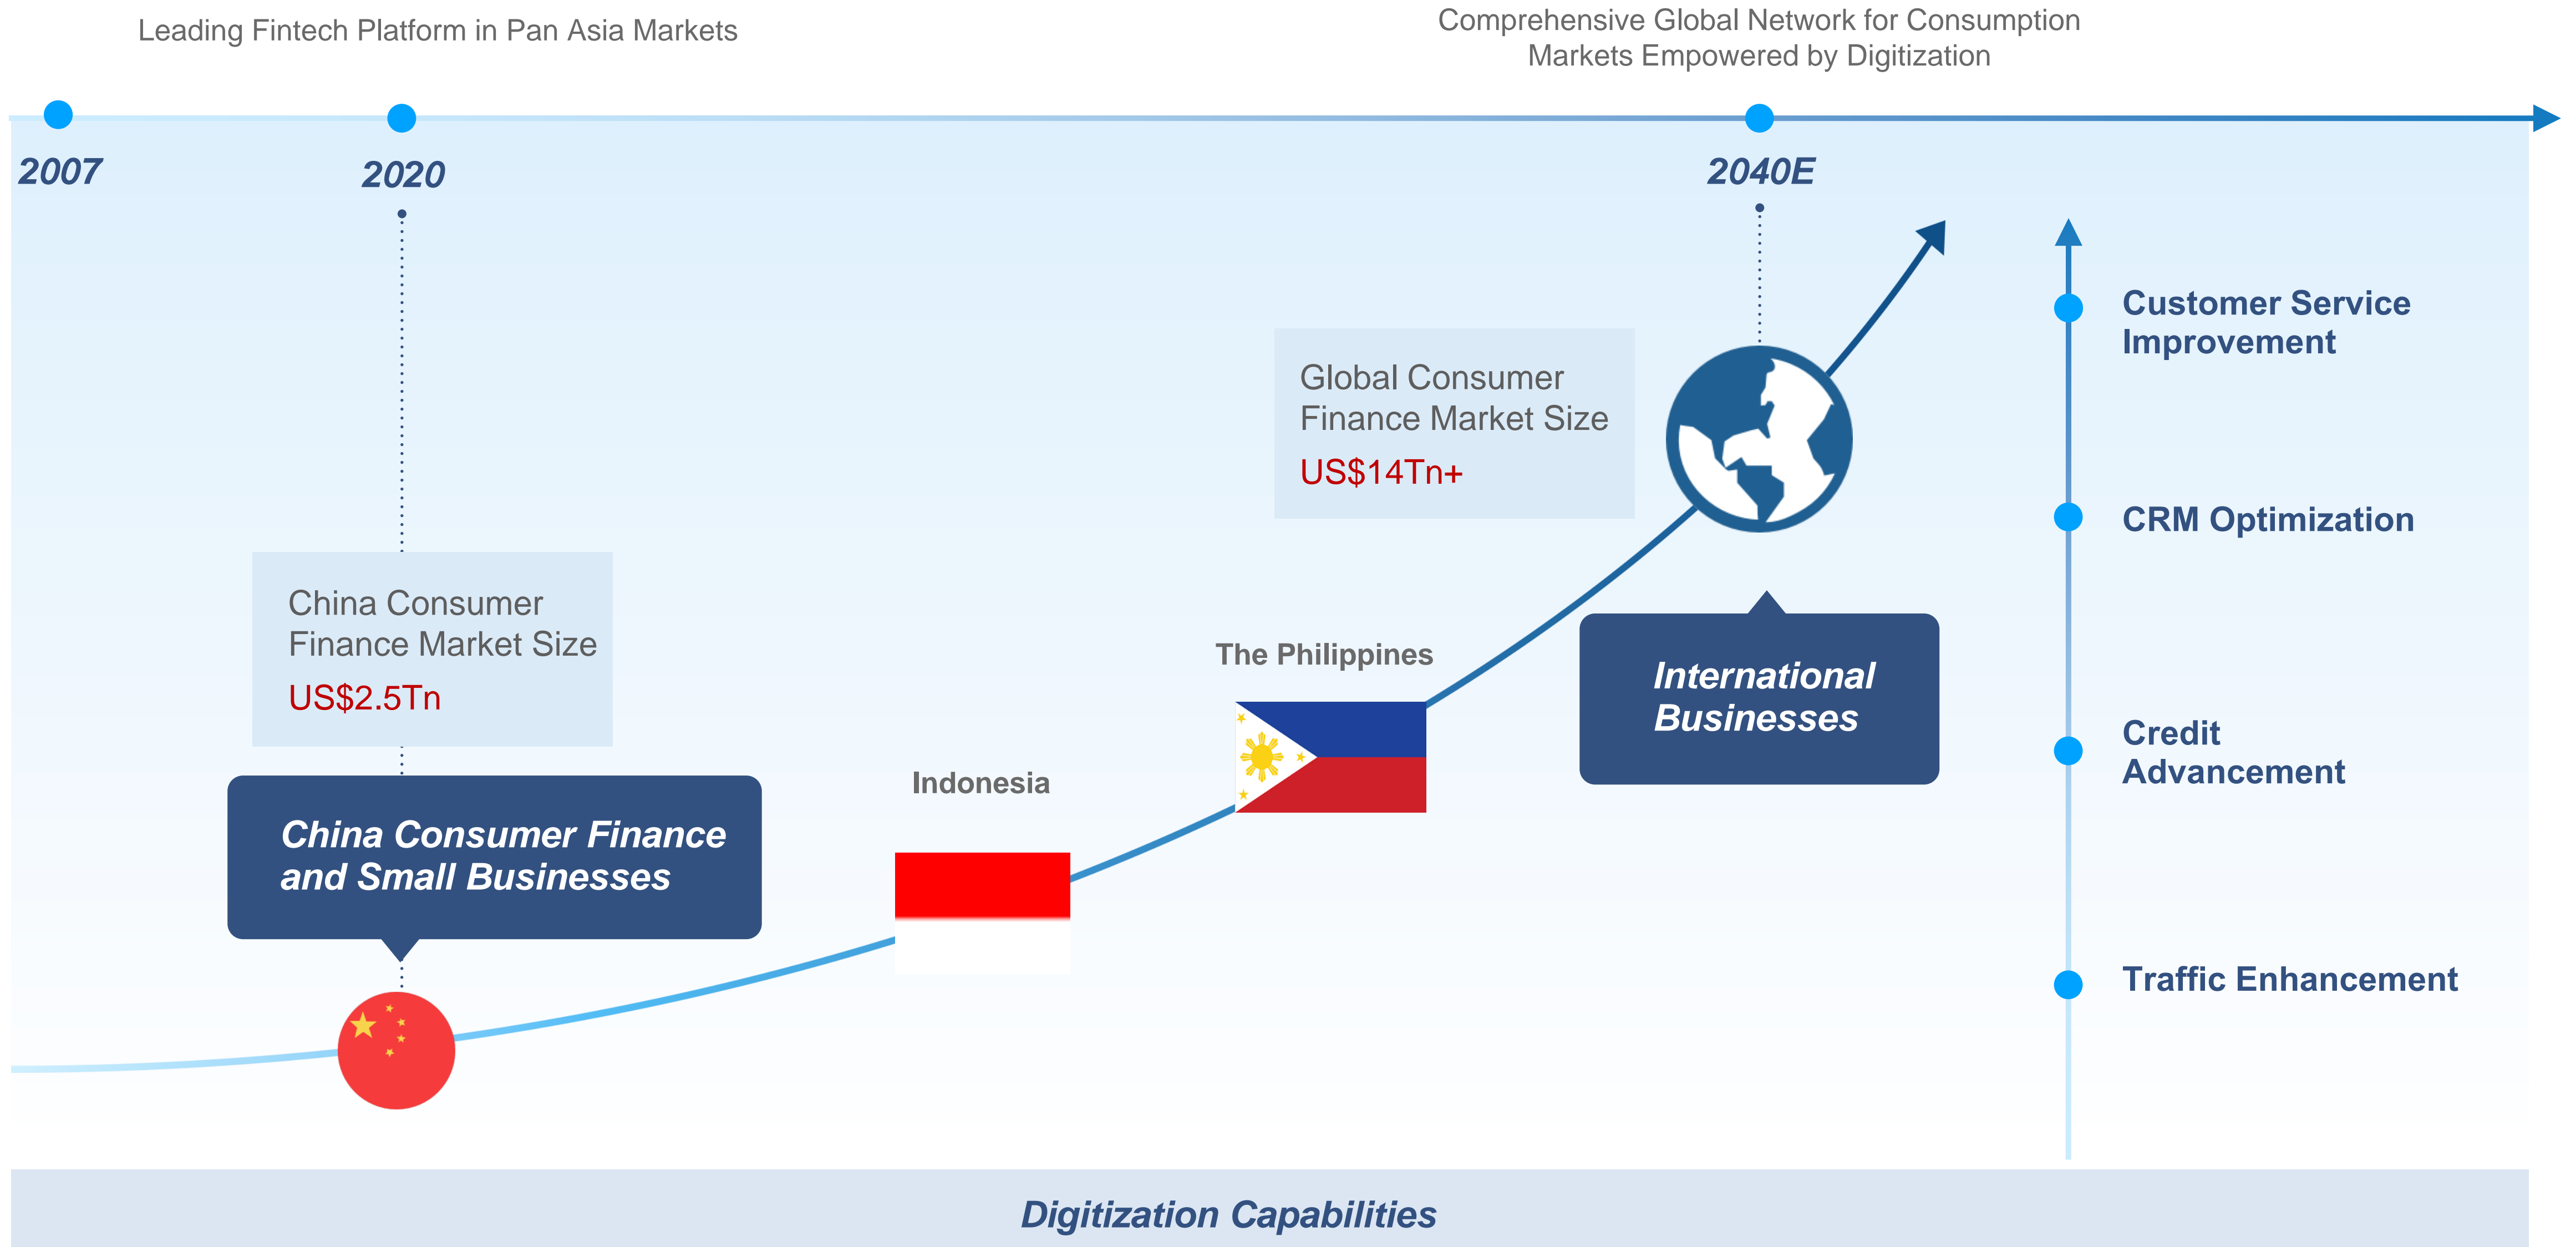 Leading Fintech Platform in Pan Asia Markets
Comprehensive Global Network for Consumption
Markets Empowered by Digitization
2007
2020
2040E
China Consumer
Finance Market Size
US$2.5Tn
China Consumer Finance
and Small Businesses
Indonesia
The Philippines
Global Consumer
Finance Market Size
US$14Tn+
International
Businesses
Customer Service
Improvement
CRM Optimization
Credit
Advancement
Traffic Enhancement
Digitization Capabilities